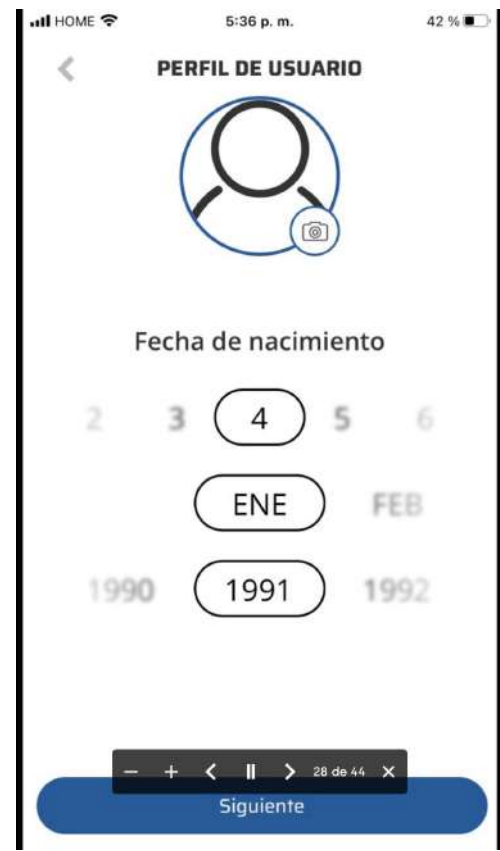 HOME 5:36 p. m. 42 %
PERFIL DE USUARIO
Fecha de nacimiento
2 3 4 5 6
ENE FEB
1990 1991 1992
28 de 44
Siguiente